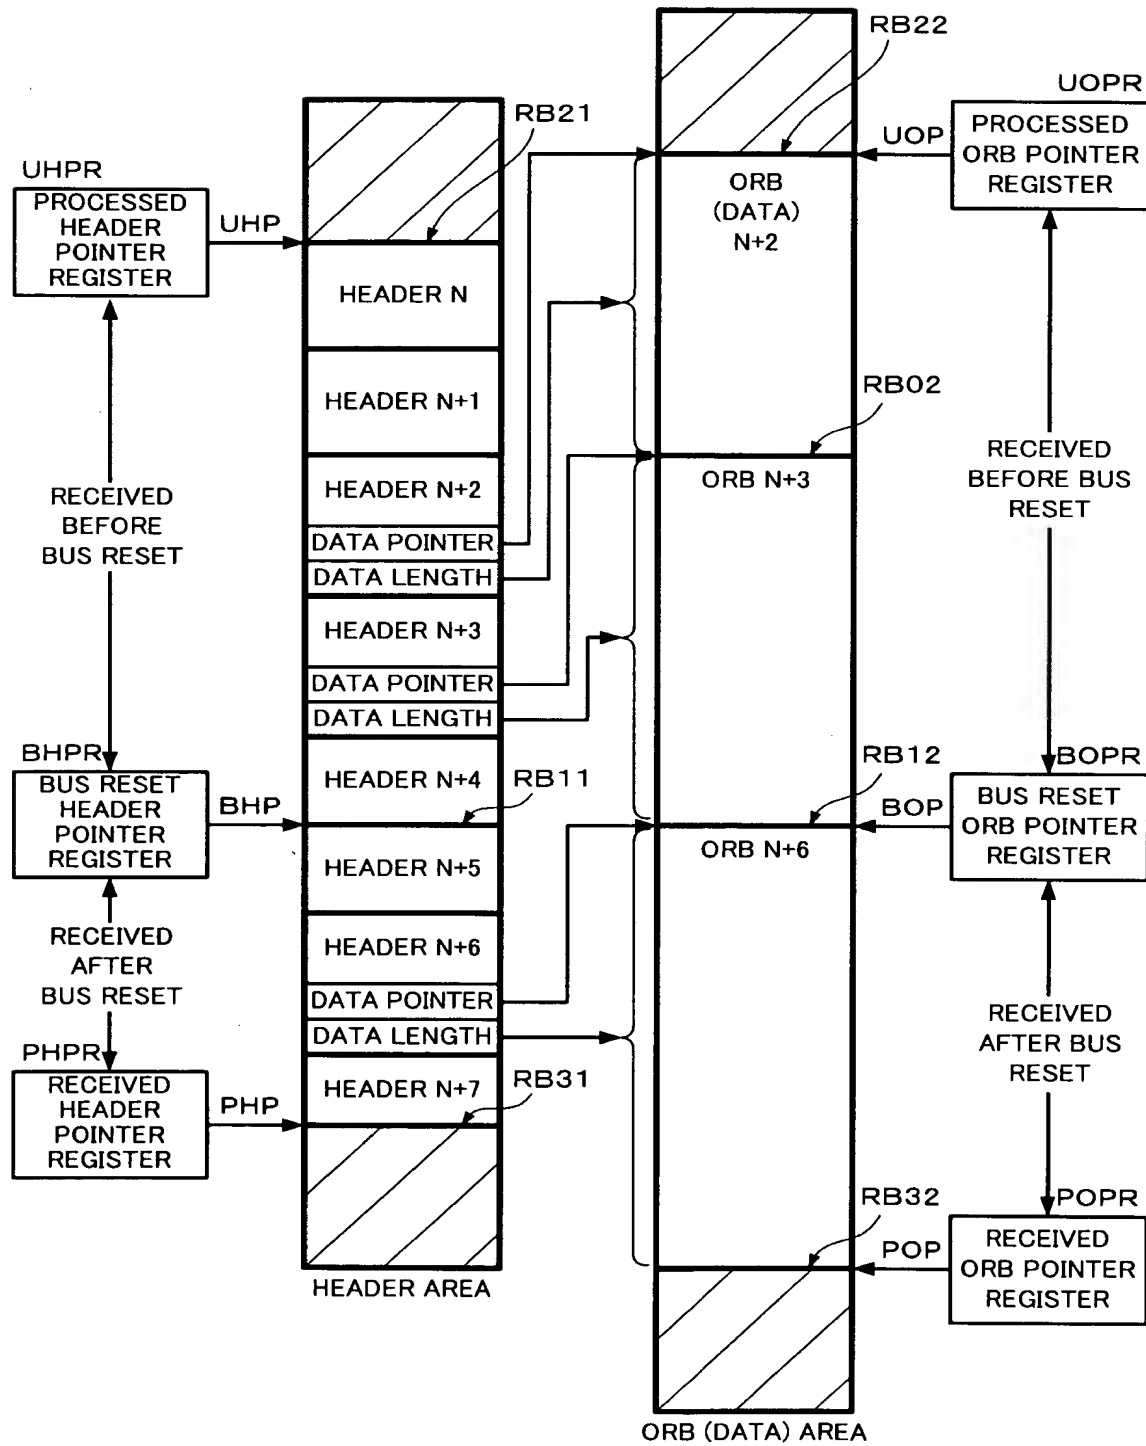 RB22
UOPR
PROCESSED
ORB POINTER
REGISTER
UOP
RB21
UHPR
PROCESSED
HEADER
POINTER
REGISTER
UHP
ORB
(DATA)
N+2
HEADER N
HEADER N+1
RB02
HEADER N+2
ORB N+3
RECEIVED
BEFORE BUS
RESET
RECEIVED
BEFORE
BUS RESET
DATA POINTER
DATA LENGTH
HEADER N+3
DATA POINTER
DATA LENGTH
BHPR
BUS RESET
HEADER
POINTER
REGISTER
BHP
HEADER N+4
RB11
RB12
BOPR
BUS RESET
ORB POINTER
REGISTER
BOP
ORB N+6
HEADER N+5
RECEIVED
AFTER
BUS RESET
HEADER N+6
DATA POINTER
DATA LENGTH
RECEIVED
AFTER BUS
RESET
PHPR
RECEIVED
HEADER
POINTER
REGISTER
PHP
HEADER N+7
RB31
RB32
POPR
RECEIVED
ORB POINTER
REGISTER
POP
HEADER AREA
ORB (DATA) AREA